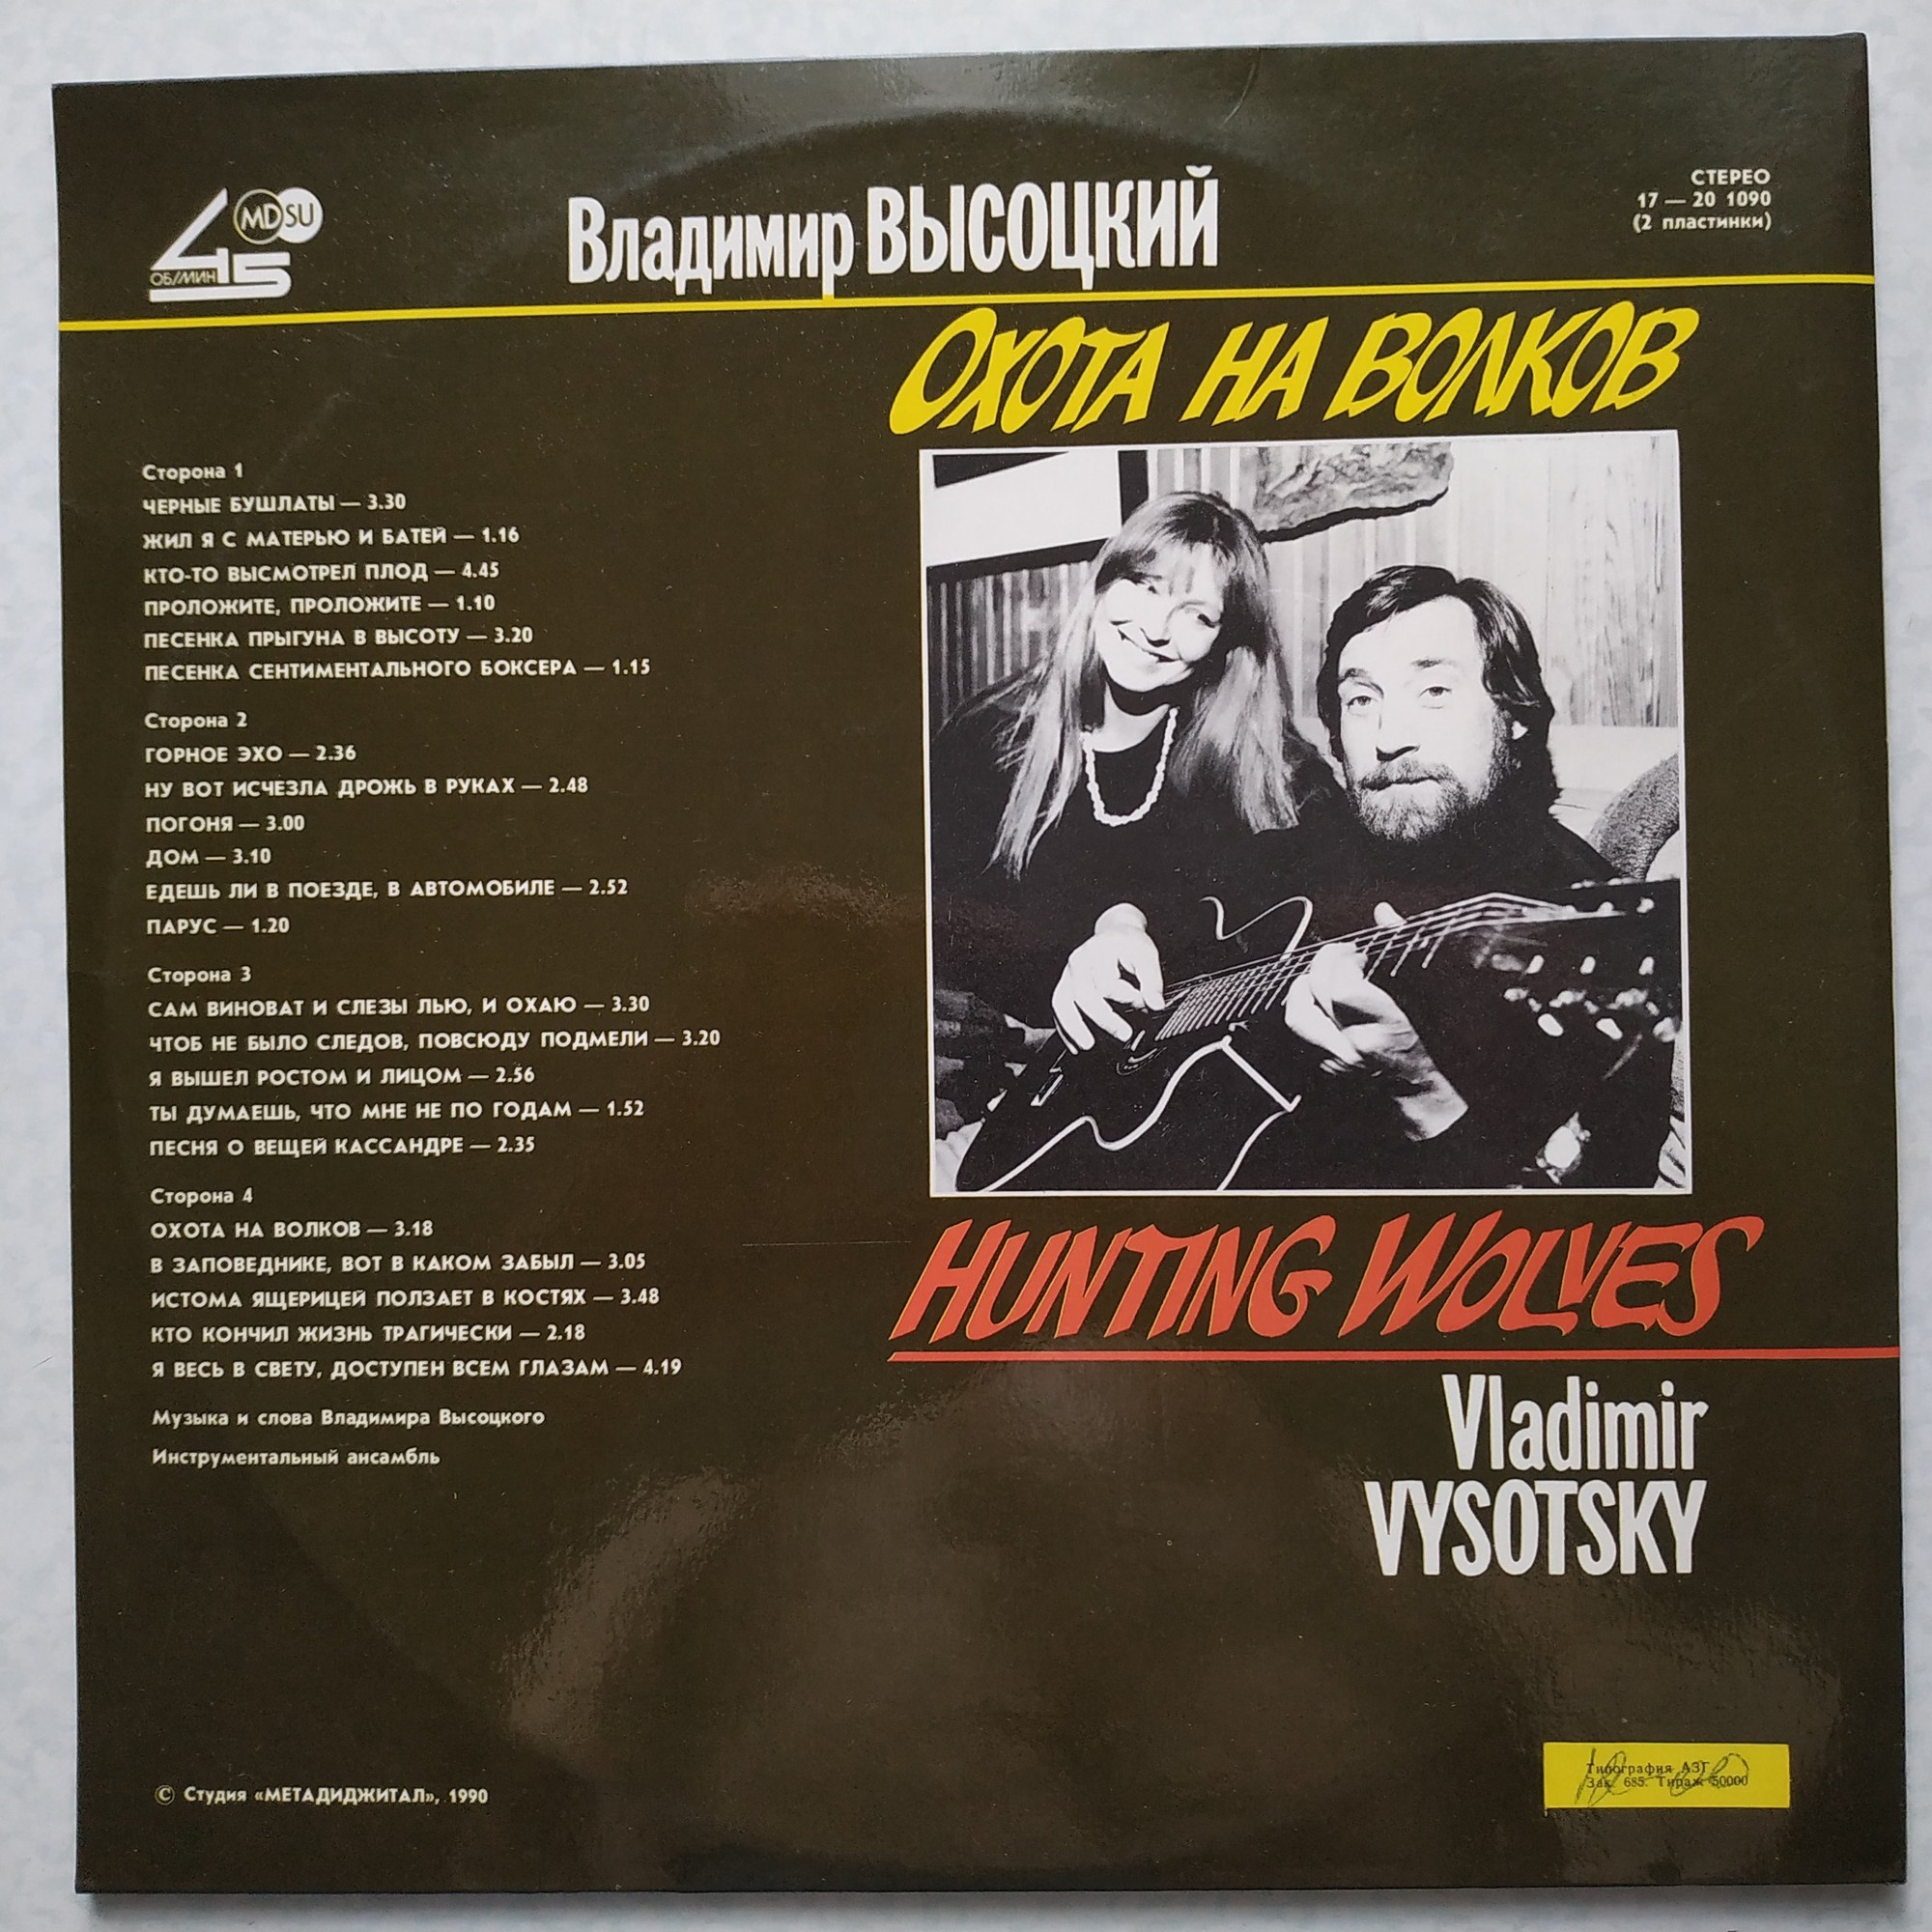 MD SU
45
ОБ/МИН
Владимир ВЫСОЦКИЙ
СТЕРЕО
17 — 20 1090
(2 пластинки)
ОХОТА НА ВОЛКОВ
Сторона 1
ЧЕРНЫЕ БУШЛАТЫ — 3.30
ЖИЛ Я С МАТЕРЬЮ И БАТЕЙ — 1.16
КТО-ТО ВЫСМОТРЕЛ ПЛОД — 4.45
ПРОЛОЖИТЕ, ПРОЛОЖИТЕ — 1.10
ПЕСЕНКА ПРЫГУНА В ВЫСОТУ — 3.20
ПЕСЕНКА СЕНТИМЕНТАЛЬНОГО БОКСЕРА — 1.15
Сторона 2
ГОРНОЕ ЭХО — 2.36
НУ ВОТ ИСЧЕЗЛА ДРОЖЬ В РУКАХ — 2.48
ПОГОНЯ — 3.00
ДОМ — 3.10
ЕДЕШЬ ЛИ В ПОЕЗДЕ, В АВТОМОБИЛЕ — 2.52
ПАРУС — 1.20
Сторона 3
САМ ВИНОВАТ И СЛЕЗЫ ЛЬЮ, И ОХАЮ — 3.30
ЧТОБ НЕ БЫЛО СЛЕДОВ, ПОВСЮДУ ПОДМЕЛИ — 3.20
Я ВЫШЕЛ РОСТОМ И ЛИЦОМ — 2.56
ТЫ ДУМАЕШЬ, ЧТО МНЕ НЕ ПО ГОДАМ — 1.52
ПЕСНЯ О ВЕЩЕЙ КАССАНДРЕ — 2.35
Сторона 4
ОХОТА НА ВОЛКОВ — 3.18
В ЗАПОВЕДНИКЕ, ВОТ В КАКОМ ЗАБЫЛ — 3.05
ИСТОМА ЯЩЕРИЦЕЙ ПОЛЗАЕТ В КОСТЯХ — 3.48
КТО КОНЧИЛ ЖИЗНЬ ТРАГИЧЕСКИ — 2.18
Я ВЕСЬ В СВЕТУ, ДОСТУПЕН ВСЕМ ГЛАЗАМ — 4.19
Музыка и слова Владимира Высоцкого
Инструментальный ансамбль
HUNTING WOLVES
Vladimir
VYSOTSKY
© Студия «МЕТАДИДЖИТАЛ», 1990
Типография АЗГ
Зак. 685. Тираж 50000